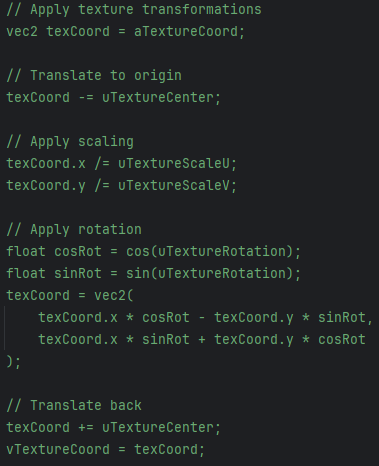 // Apply texture transformations
vec2 texCoord = aTextureCoord;

// Translate to origin
texCoord -= uTextureCenter;

// Apply scaling
texCoord.x /= uTextureScaleU;
texCoord.y /= uTextureScaleV;

// Apply rotation
float cosRot = cos(uTextureRotation);
float sinRot = sin(uTextureRotation);
texCoord = vec2(
    texCoord.x * cosRot - texCoord.y * sinRot,
    texCoord.x * sinRot + texCoord.y * cosRot
);

// Translate back
texCoord += uTextureCenter;
vTextureCoord = texCoord;